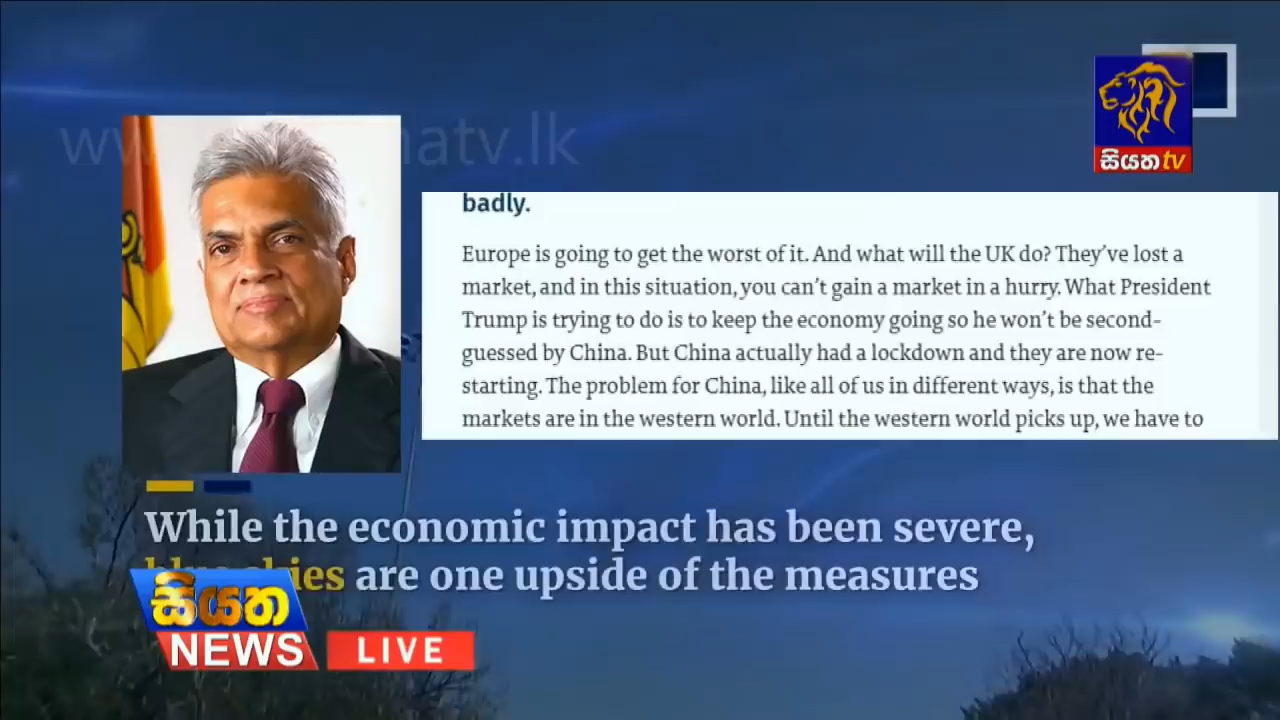 සියත tv
badly.
Europe is going to get the worst of it. And what will the UK do? They’ve lost a
market, and in this situation, you can’t gain a market in a hurry. What President
Trump is trying to do is to keep the economy going so he won’t be second-
guessed by China. But China actually had a lockdown and they are now re-
starting. The problem for China, like all of us in different ways, is that the
markets are in the western world. Until the western world picks up, we have to
While the economic impact has been severe,
are one upside of the measures
සියත
NEWS LIVE